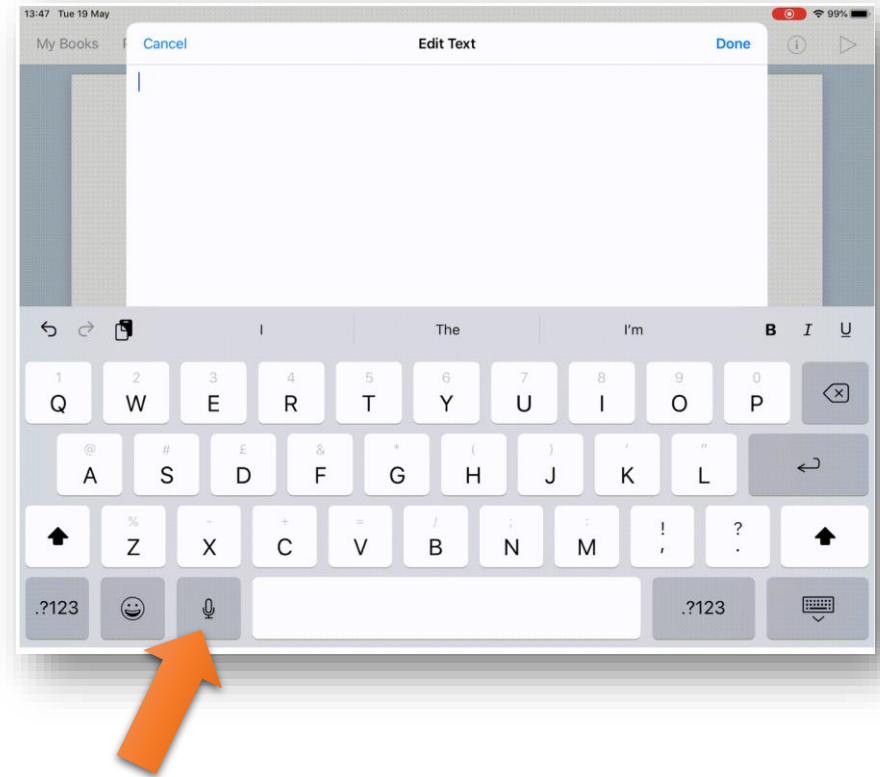 13:47 Tue 19 May 99%
My Books Cancel Edit Text Done
I The I'm B I U
1 2 3 4 5 6 7 8 9 0
Q W E R T Y U I O P
@ # £ & * ( ) ' "
A S D F G H J K L
% - + = / ; : ! ?
Z X C V B N M , .
.?123 .?123